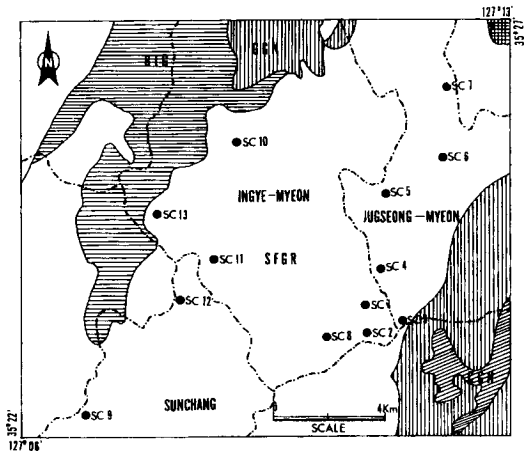 127°13'
35°27'
N
GGN
SC 7
SC 10
SC 6
INGYE-MYEON
SC 5
SC 13
JUGSEONG-MYEON
SC 11
SFGR
SC 4
SC 12
SC 8
SC 2
SUNCHANG
0
4Km
SCALE
SC 9
35°22'
127°06'